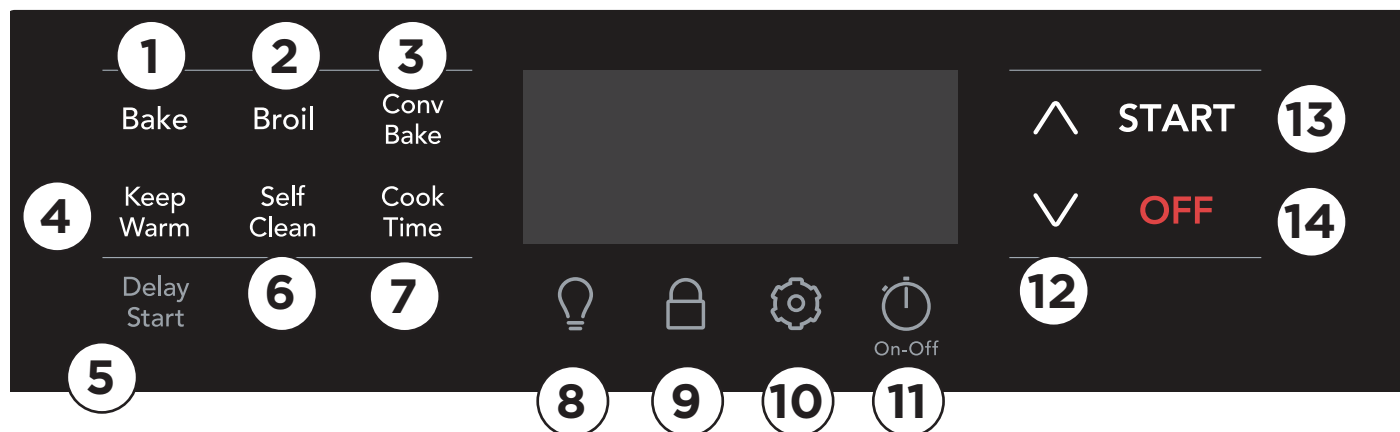 1 2 3
Bake Broil Conv
Bake
4 Keep
Warm Self
Clean Cook
Time
Delay
Start 6 7
5
8 9 10 11
On-Off
START 13
OFF 14
12